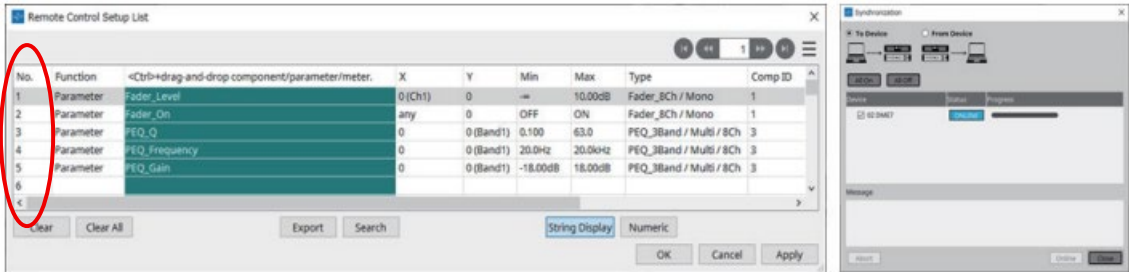 Remote Control Setup List
1
No. Function <Ctrl>+drag-and-drop component/parameter/meter. X Y Min Max Type Comp ID
1 Parameter Fader_Level 0 (Ch1) 0 -∞ 10.00dB Fader_8Ch / Mono 1
2 Parameter Fader_On any 0 OFF ON Fader_8Ch / Mono 1
3 Parameter PEQ_Q 0 0 (Band1) 0.100 63.0 PEQ_3Band / Multi / 8Ch 3
4 Parameter PEQ_Frequency 0 0 (Band1) 20.0Hz 20.0kHz PEQ_3Band / Multi / 8Ch 3
5 Parameter PEQ_Gain 0 0 (Band1) -18.00dB 18.00dB PEQ_3Band / Multi / 8Ch 3
6
Clear Clear All Export Search String Display Numeric
OK Cancel Apply
Synchronization
To Device From Device
All On All Off
Device Status Progress
02 DME7 ONLINE
Message
Abort Online Close